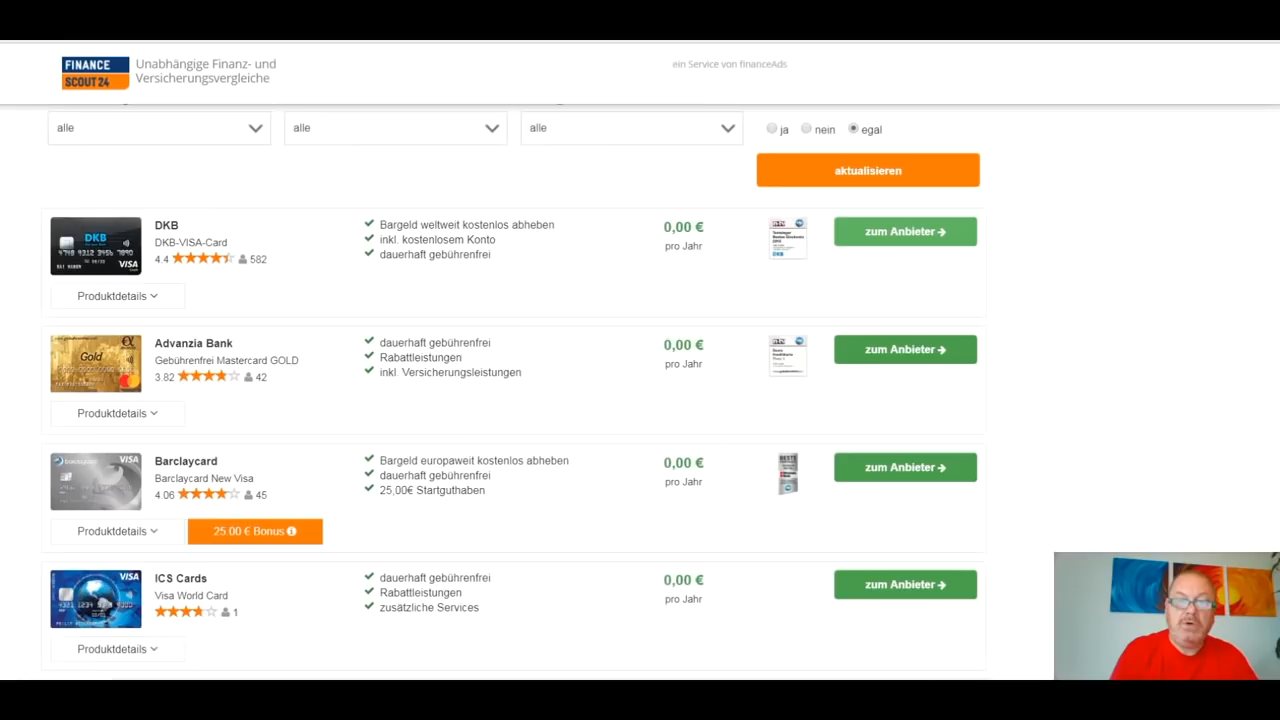 FINANCE
SCOUT 24
Unabhängige Finanz- und
Versicherungsvergleiche
ein Service von financeAds
alle
alle
alle
ja
nein
egal
aktualisieren
DKB
VISA
DKB
DKB-VISA-Card
4.4
582
Bargeld weltweit kostenlos abheben
inkl. kostenlosem Konto
dauerhaft gebührenfrei
0,00 €
pro Jahr
zum Anbieter
Produktdetails
Gold
Advanzia Bank
Gebührenfrei Mastercard GOLD
3.82
42
dauerhaft gebührenfrei
Rabattleistungen
inkl. Versicherungsleistungen
0,00 €
pro Jahr
zum Anbieter
Produktdetails
VISA
Barclaycard
Barclaycard New Visa
4.06
45
Bargeld europaweit kostenlos abheben
dauerhaft gebührenfrei
25,00€ Startguthaben
0,00 €
pro Jahr
zum Anbieter
Produktdetails
25.00 € Bonus
VISA
ICS Cards
Visa World Card
1
dauerhaft gebührenfrei
Rabattleistungen
zusätzliche Services
0,00 €
pro Jahr
zum Anbieter
Produktdetails